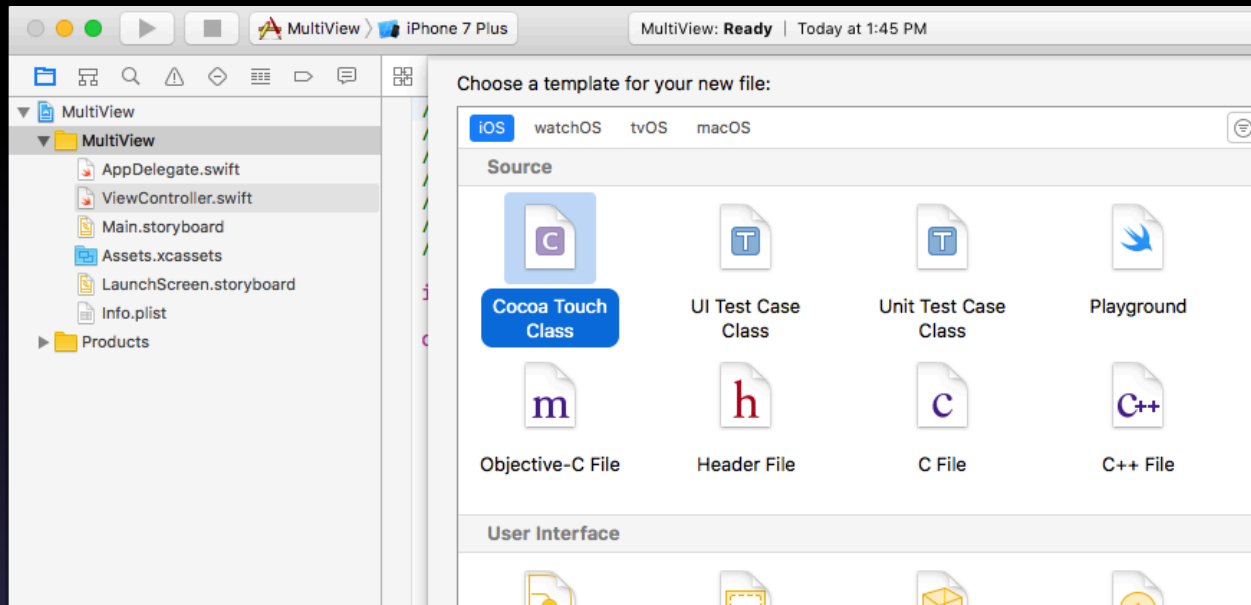 MultiView 〉 iPhone 7 Plus
MultiView: Ready | Today at 1:45 PM
MultiView
MultiView
AppDelegate.swift
ViewController.swift
Main.storyboard
Assets.xcassets
LaunchScreen.storyboard
Info.plist
Products
Choose a template for your new file:
iOS watchOS tvOS macOS
Source
C T T
Cocoa Touch
Class
UI Test Case
Class
Unit Test Case
Class
Playground
m h c C++
Objective-C File Header File C File C++ File
User Interface